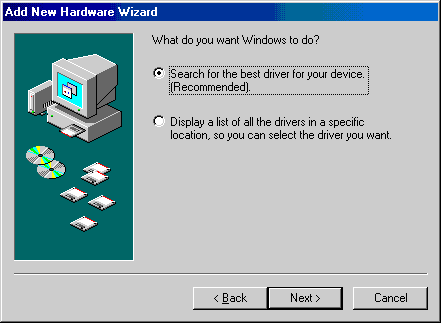 Add New Hardware Wizard
What do you want Windows to do?
Search for the best driver for your device.
(Recommended).
Display a list of all the drivers in a specific
location, so you can select the driver you want.
< Back
Next >
Cancel